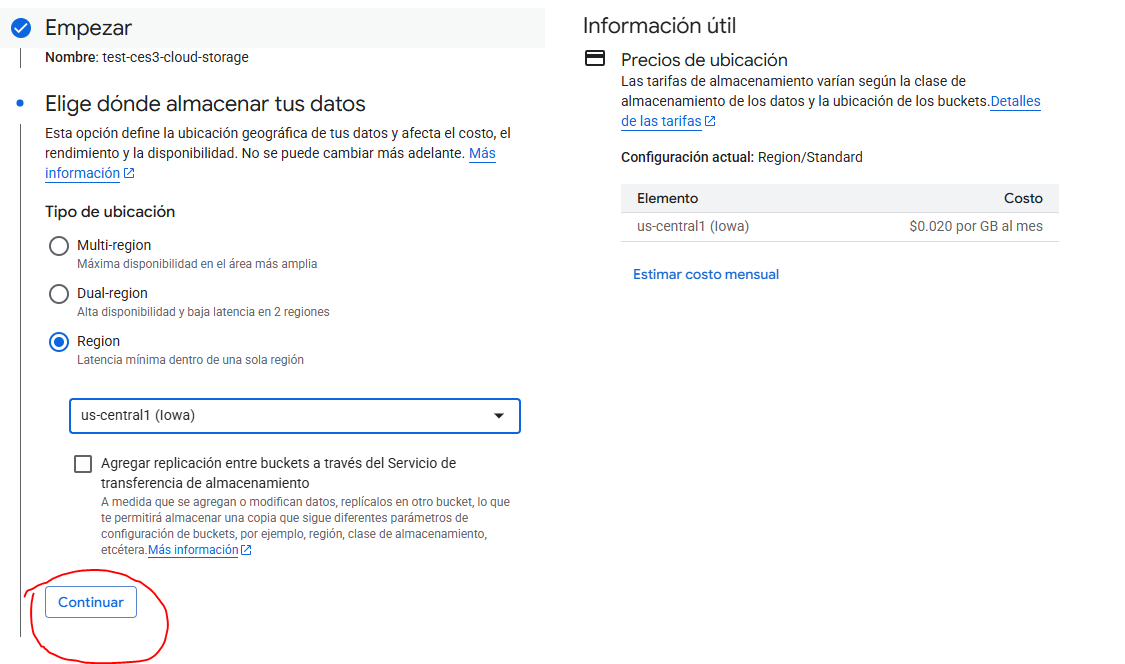 Empezar
Nombre: test-ces3-cloud-storage
Elige dónde almacenar tus datos
Esta opción define la ubicación geográfica de tus datos y afecta el costo, el
rendimiento y la disponibilidad. No se puede cambiar más adelante. Más
información
Tipo de ubicación
Multi-region
Máxima disponibilidad en el área más amplia
Dual-region
Alta disponibilidad y baja latencia en 2 regiones
Region
Latencia mínima dentro de una sola región
us-central1 (Iowa)
Agregar replicación entre buckets a través del Servicio de
transferencia de almacenamiento
A medida que se agregan o modifican datos, replícalos en otro bucket, lo que
te permitirá almacenar una copia que sigue diferentes parámetros de
configuración de buckets, por ejemplo, región, clase de almacenamiento,
etcétera.Más información
Continuar
Información útil
Precios de ubicación
Las tarifas de almacenamiento varían según la clase de
almacenamiento de los datos y la ubicación de los buckets.Detalles
de las tarifas
Configuración actual: Region/Standard
Elemento Costo
us-central1 (Iowa) $0.020 por GB al mes
Estimar costo mensual